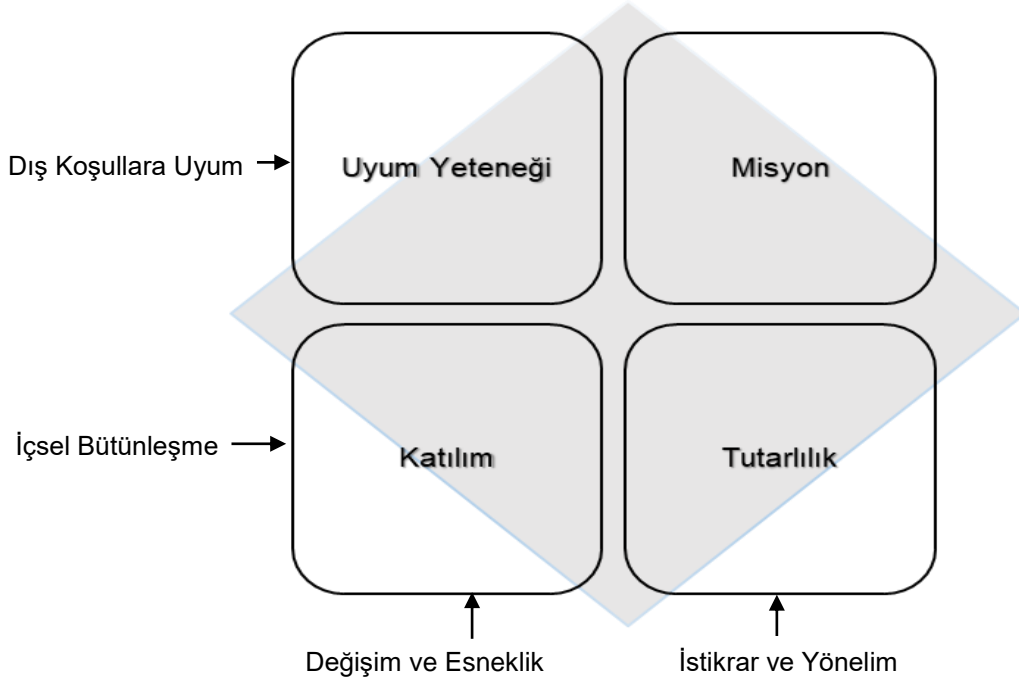 Dış Koşullara Uyum
Uyum Yeteneği
Misyon
İçsel Bütünleşme
Katılım
Tutarlılık
Değişim ve Esneklik
İstikrar ve Yönelim